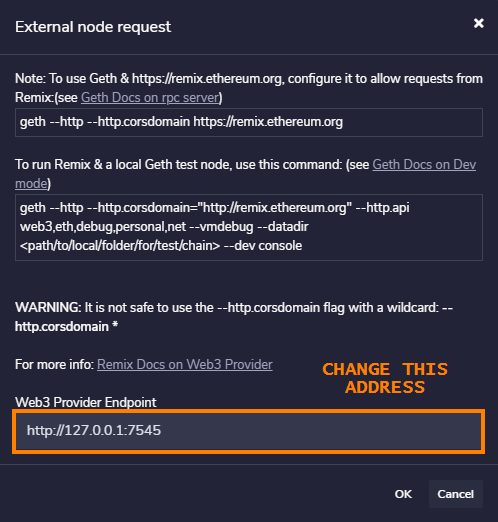 External node request
×
Note: To use Geth & https://remix.ethereum.org, configure it to allow requests from
Remix:(see Geth Docs on rpc server)
geth --http --http.corsdomain https://remix.ethereum.org
To run Remix & a local Geth test node, use this command: (see Geth Docs on Dev
mode)
geth --http --http.corsdomain="http://remix.ethereum.org" --http.api
web3,eth,debug,personal,net --vmdebug --datadir
<path/to/local/folder/for/test/chain> --dev console
WARNING: It is not safe to use the --http.corsdomain flag with a wildcard: --
http.corsdomain *
For more info: Remix Docs on Web3 Provider
CHANGE THIS
ADDRESS
Web3 Provider Endpoint
http://127.0.0.1:7545
OK
Cancel